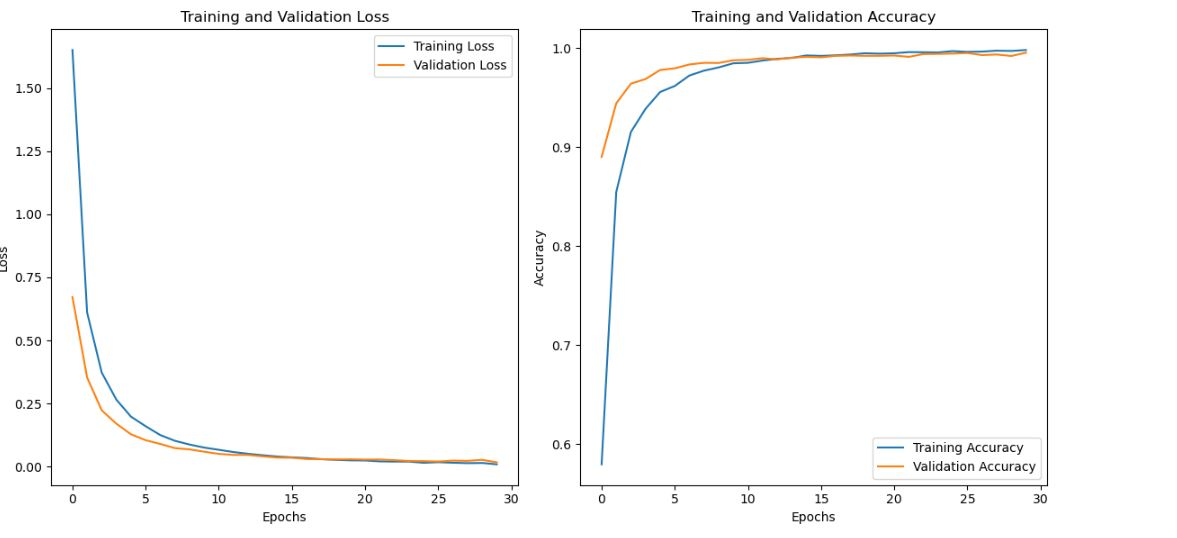 Training and Validation Loss
Training Loss
Validation Loss
1.50
1.25
1.00
0.75
0.50
0.25
0.00
Loss
0
5
10
15
20
25
30
Epochs
Training and Validation Accuracy
1.0
0.9
0.8
0.7
0.6
Accuracy
Training Accuracy
Validation Accuracy
0
5
10
15
20
25
30
Epochs